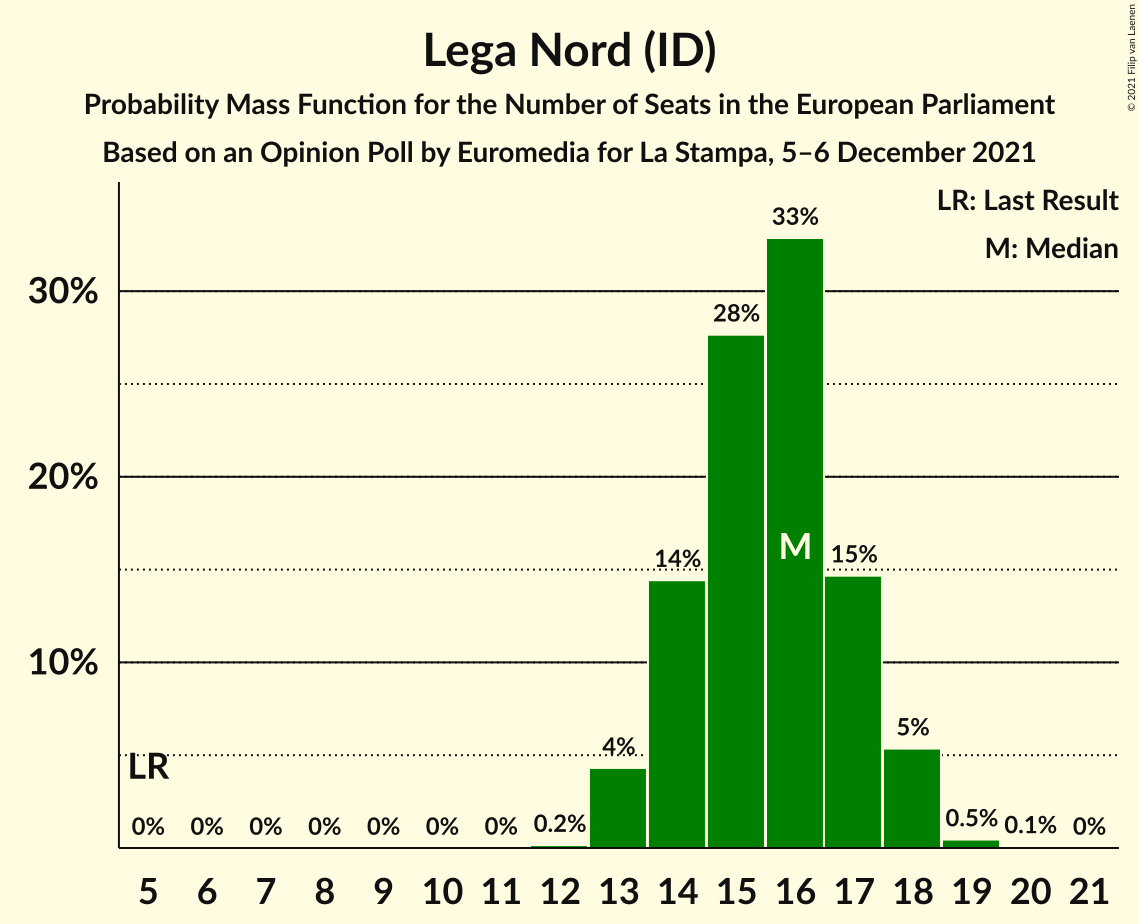 Lega Nord (ID)
Probability Mass Function for the Number of Seats in the European Parliament
Based on an Opinion Poll by Euromedia for La Stampa, 5–6 December 2021
© 2021 Filip van Laenen
LR: Last Result
M: Median
30%
20%
10%
LR
M
0%
0%
0%
0%
0%
0%
0%
0.2%
4%
14%
28%
33%
15%
5%
0.5%
0.1%
0%
5 6 7 8 9 10 11 12 13 14 15 16 17 18 19 20 21